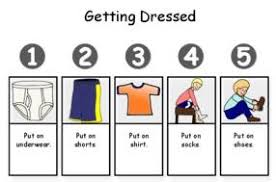 Getting Dressed
1 2 3 4 5
Put on
underwear.
Put on
shorts
Put on
shirt.
Put on
socks
Put on
shoes.